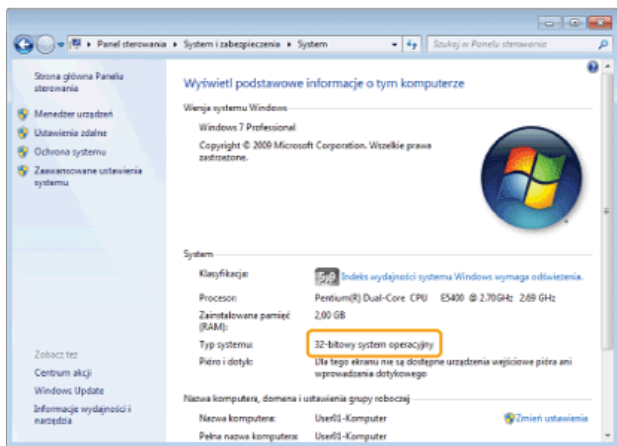 Panel sterowania ▸ System i zabezpieczenia ▸ System
Szukaj w Panelu sterowania
Strona główna Panelu
sterowania
Menedżer urządzeń
Ustawienia zdalne
Ochrona systemu
Zaawansowane ustawienia
systemu
Zobacz też
Centrum akcji
Windows Update
Informacje wydajności i
narzędzia
Wyświetl podstawowe informacje o tym komputerze
Wersja systemu Windows
Windows 7 Professional
Copyright © 2009 Microsoft Corporation. Wszelkie prawa
zastrzeżone.
System
Klasyfikacja: 5,9 Indeks wydajności systemu Windows wymaga odświeżenia.
Procesor: Pentium(R) Dual-Core CPU E5400 @ 2.70GHz 2.69 GHz
Zainstalowana pamięć 2,00 GB
(RAM):
Typ systemu: 32-bitowy system operacyjny
Pióro i dotyk: Dla tego ekranu nie są dostępne urządzenia wejściowe pióra ani
wprowadzania dotykowego
Nazwa komputera, domena i ustawienia grupy roboczej
Nazwa komputera: User01-Komputer Zmień ustawienia
Pełna nazwa komputera: User01-Komputer